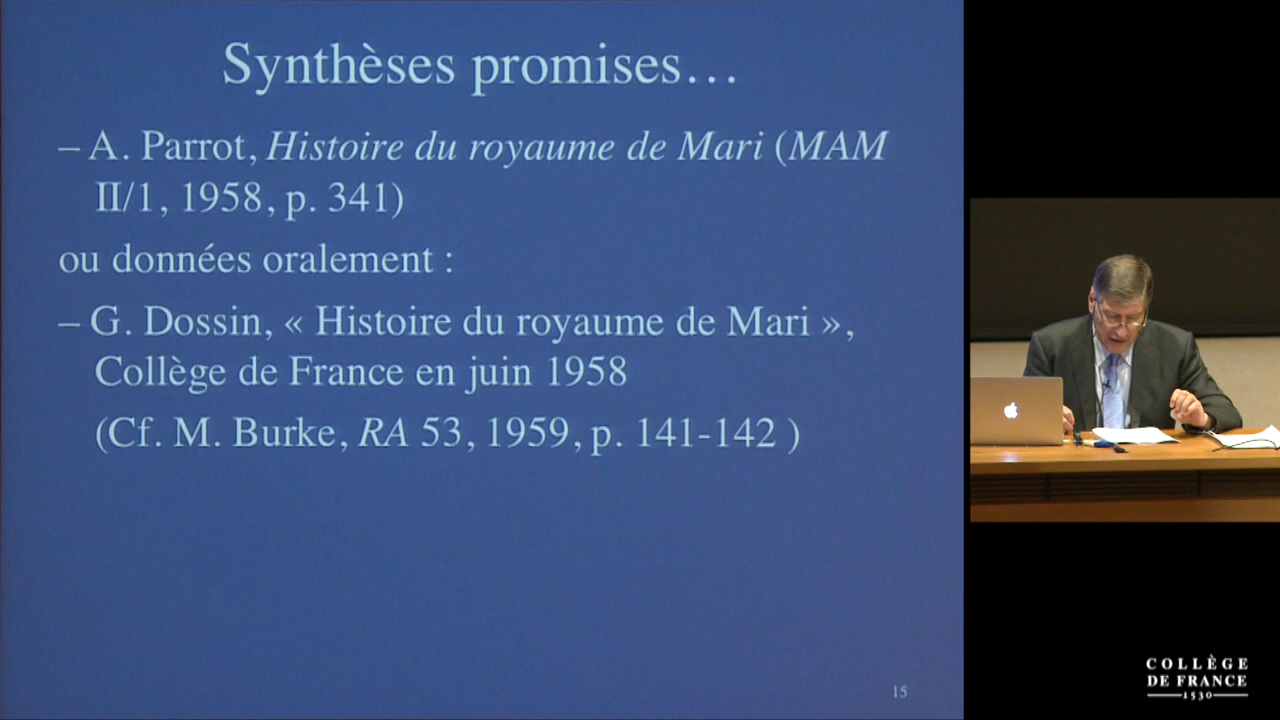 Synthèses promises…
– A. Parrot, Histoire du royaume de Mari (MAM
II/1, 1958, p. 341)
ou données oralement :
– G. Dossin, « Histoire du royaume de Mari »,
Collège de France en juin 1958
(Cf. M. Burke, RA 53, 1959, p. 141-142 )
15
COLLÈGE
DE FRANCE
1530